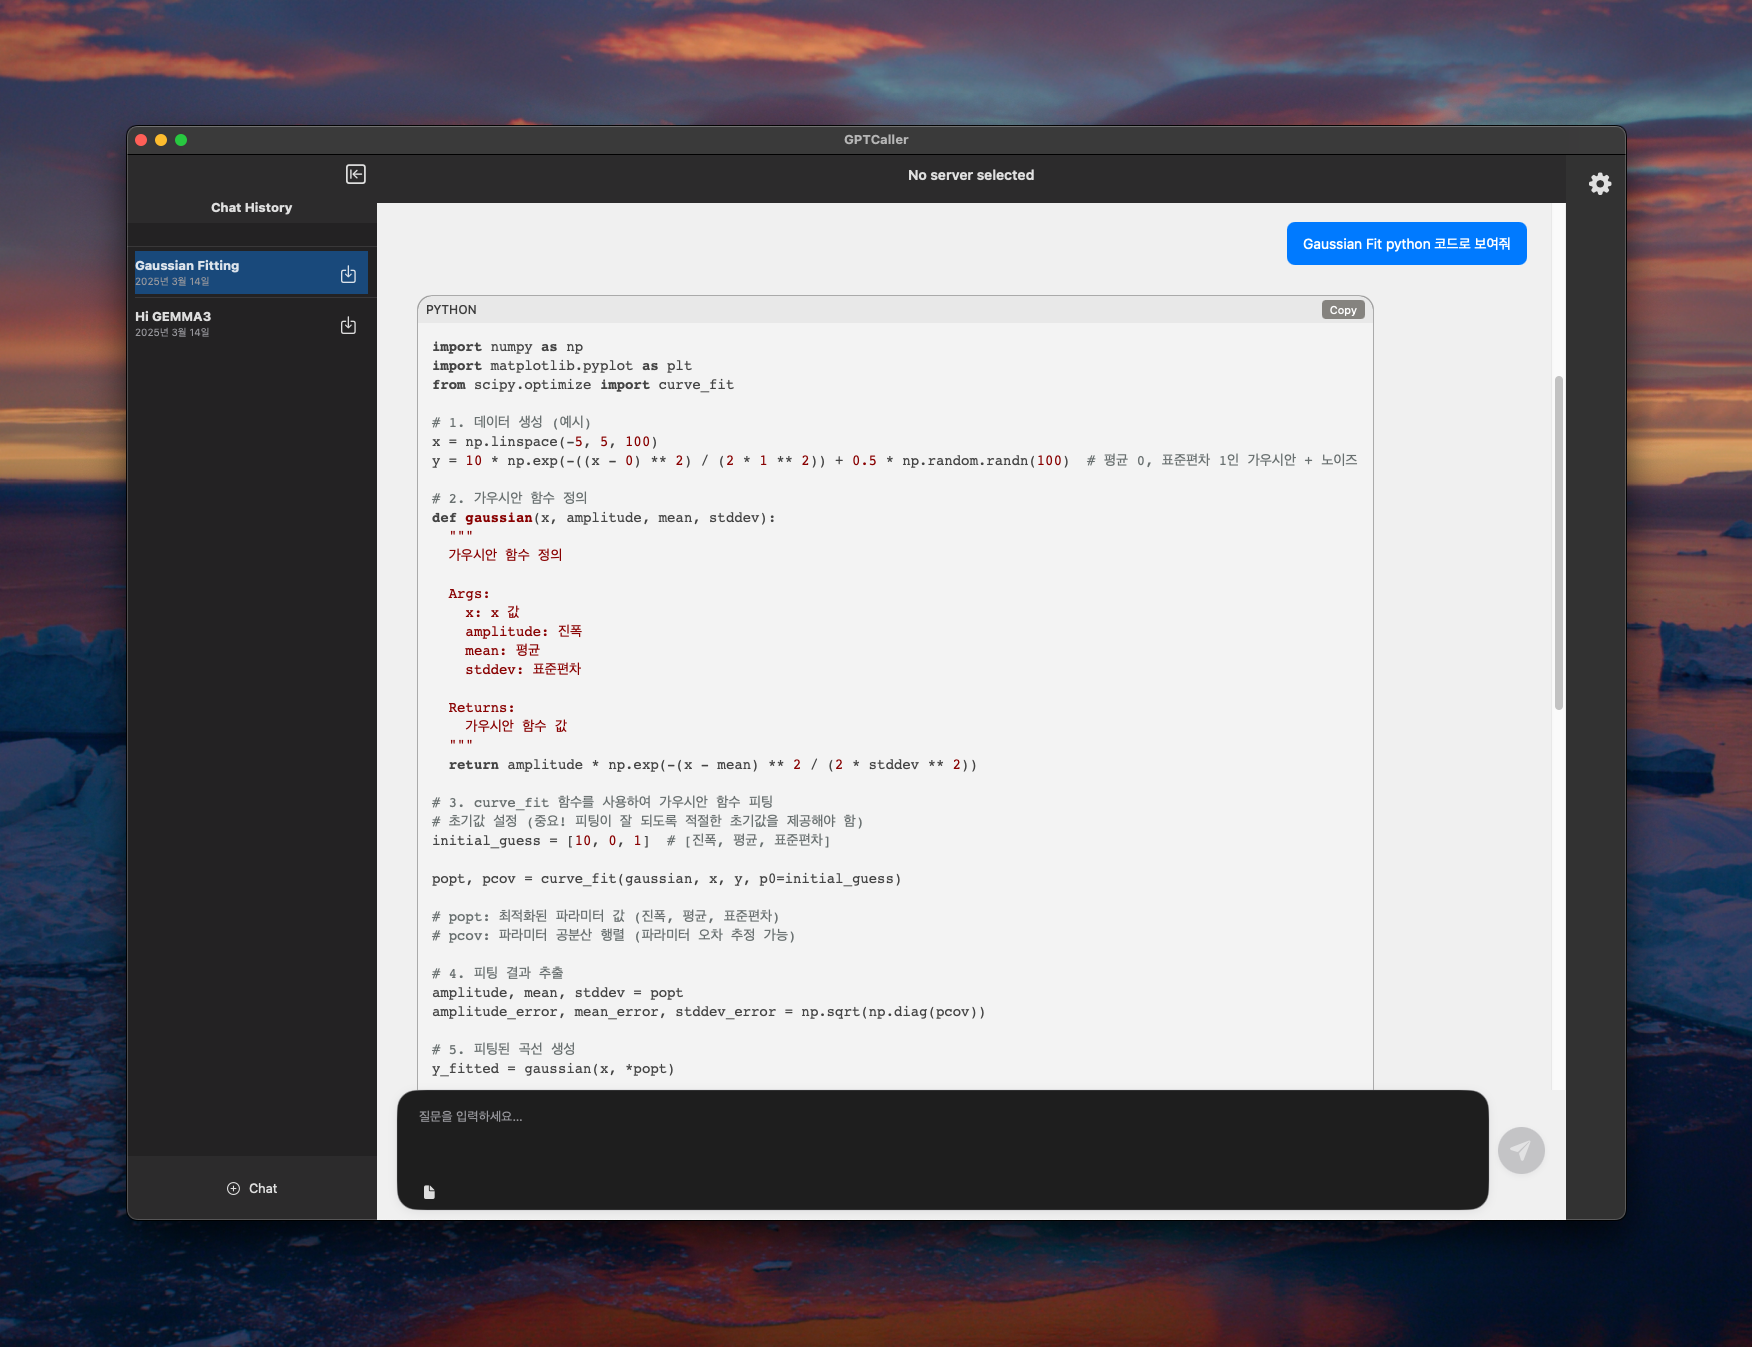 GPTCaller
No server selected
Chat History
Gaussian Fitting
2025년 3월 14일
Hi GEMMA3
2025년 3월 14일
Chat
Gaussian Fit python 코드로 보여줘
PYTHON
Copy
import numpy as np
import matplotlib.pyplot as plt
from scipy.optimize import curve_fit
# 1. 데이터 생성 (예시)
x = np.linspace(-5, 5, 100)
y = 10 * np.exp(-((x - 0) ** 2) / (2 * 1 ** 2)) + 0.5 * np.random.randn(100)  # 평균 0, 표준편차 1인 가우시안 + 노이즈
# 2. 가우시안 함수 정의
def gaussian(x, amplitude, mean, stddev):
"""
가우시안 함수 정의
Args:
x: x 값
amplitude: 진폭
mean: 평균
stddev: 표준편차
Returns:
가우시안 함수 값
"""
return amplitude * np.exp(-(x - mean) ** 2 / (2 * stddev ** 2))
# 3. curve_fit 함수를 사용하여 가우시안 함수 피팅
# 초기값 설정 (중요! 피팅이 잘 되도록 적절한 초기값을 제공해야 함)
initial_guess = [10, 0, 1]  # [진폭, 평균, 표준편차]
popt, pcov = curve_fit(gaussian, x, y, p0=initial_guess)
# popt: 최적화된 파라미터 값 (진폭, 평균, 표준편차)
# pcov: 파라미터 공분산 행렬 (파라미터 오차 추정 가능)
# 4. 피팅 결과 추출
amplitude, mean, stddev = popt
amplitude_error, mean_error, stddev_error = np.sqrt(np.diag(pcov))
# 5. 피팅된 곡선 생성
y_fitted = gaussian(x, *popt)
질문을 입력하세요...